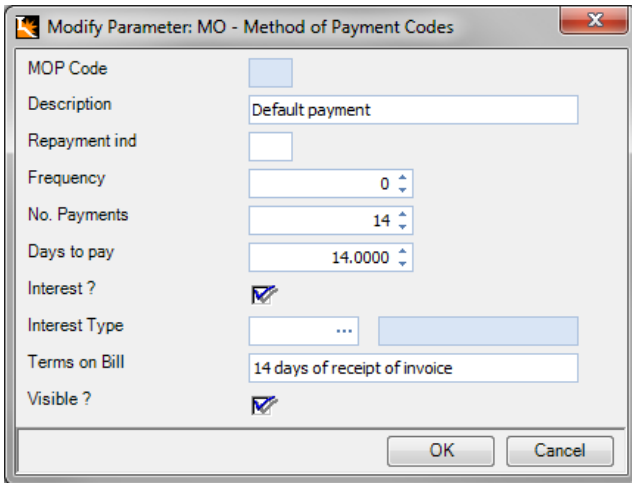 Modify Parameter: MO - Method of Payment Codes
MOP Code
Description Default payment
Repayment ind
Frequency 0
No. Payments 14
Days to pay 14.0000
Interest ?
Interest Type ...
Terms on Bill 14 days of receipt of invoice
Visible ?
OK Cancel